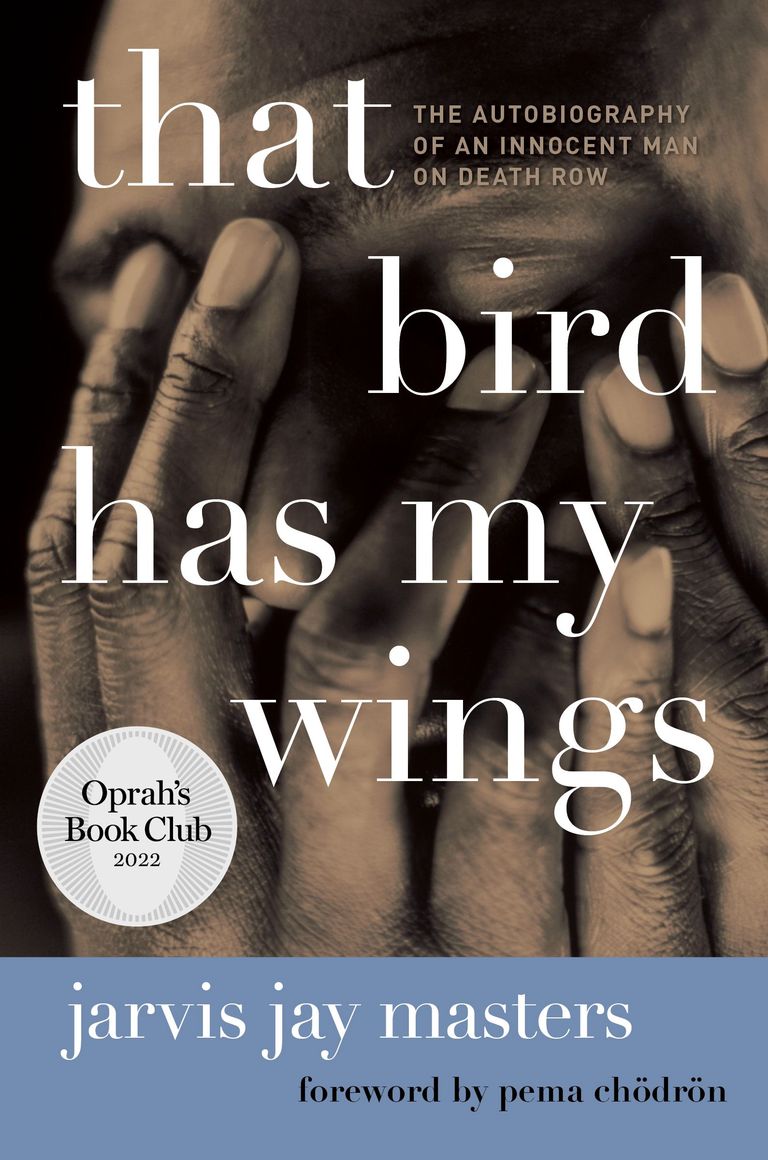 that
THE AUTOBIOGRAPHY
OF AN INNOCENT MAN
ON DEATH ROW
bird
has my
wings
Oprah's
Book Club
2022
jarvis jay masters
foreword by pema chödrön